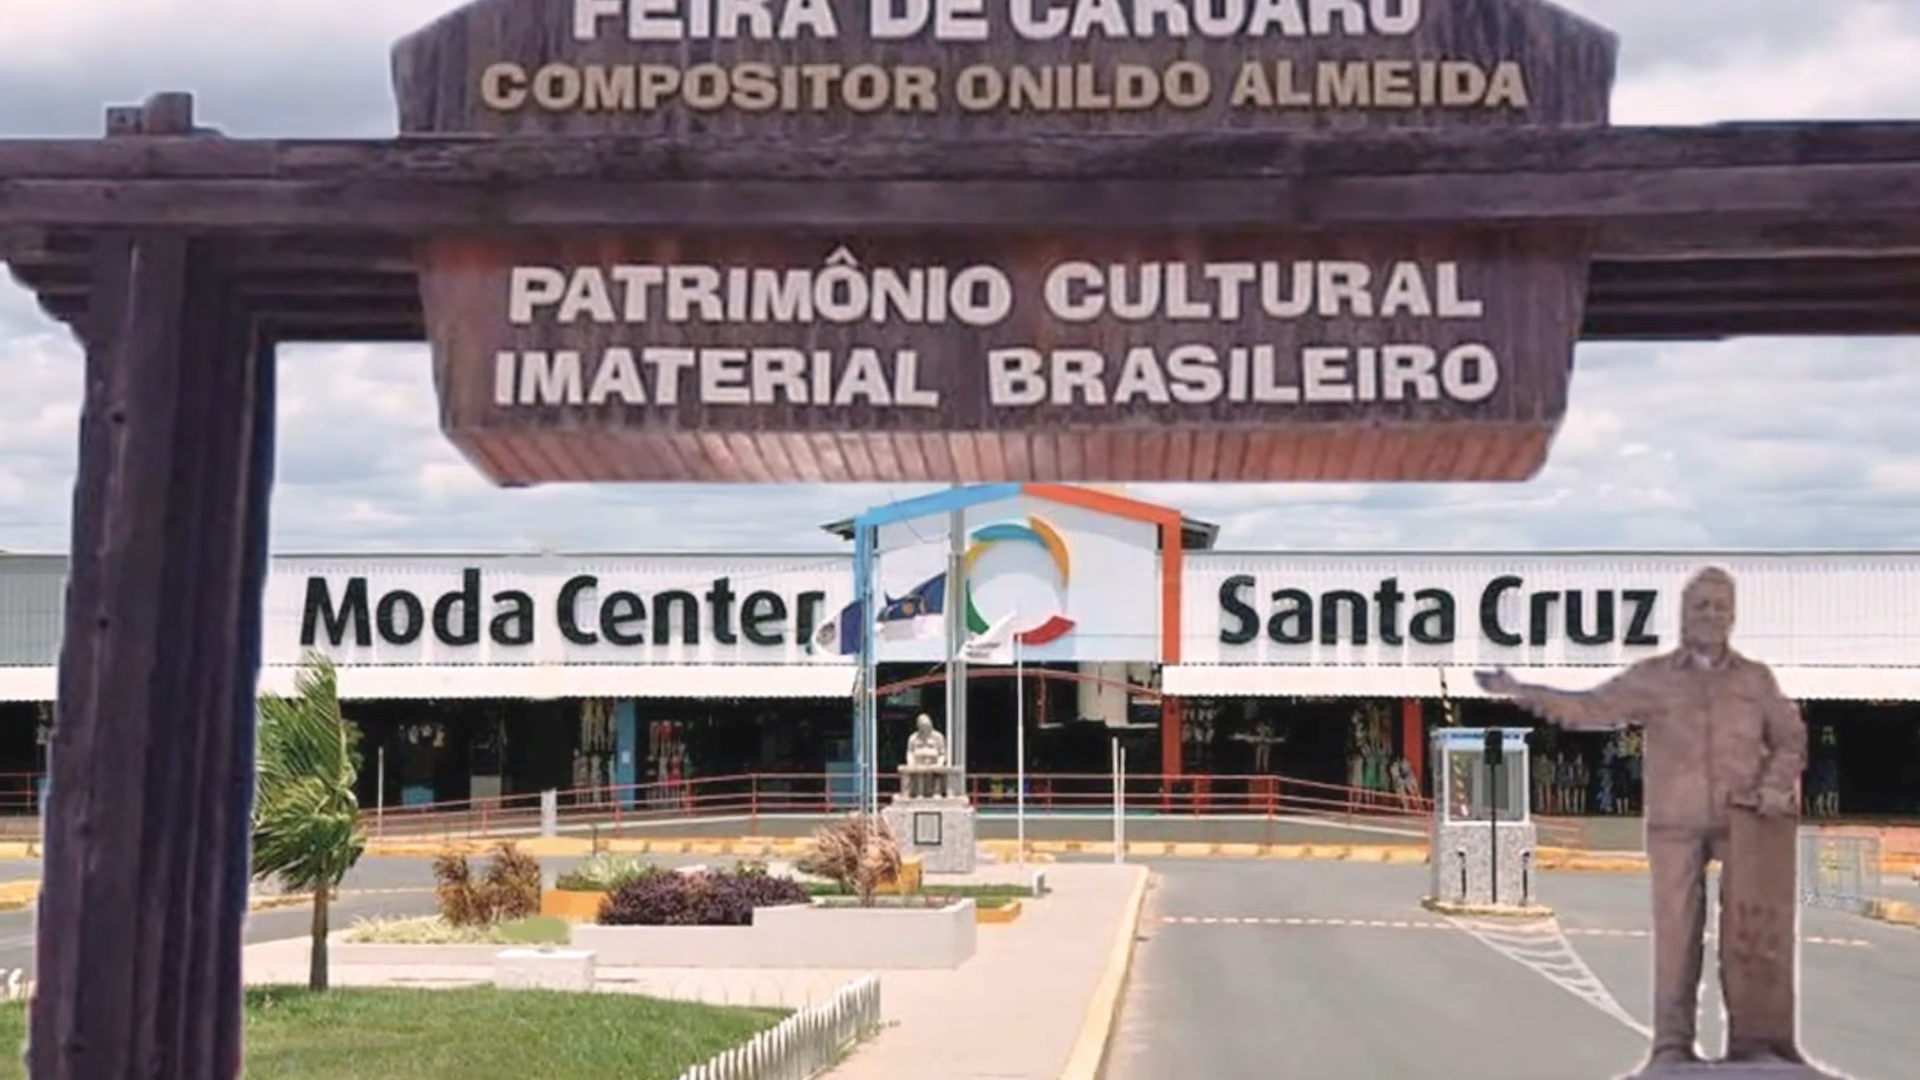 FEIRA DE CARUARU
COMPOSITOR ONILDO ALMEIDA
PATRIMÔNIO CULTURAL
IMATERIAL BRASILEIRO
Moda Center
Santa Cruz